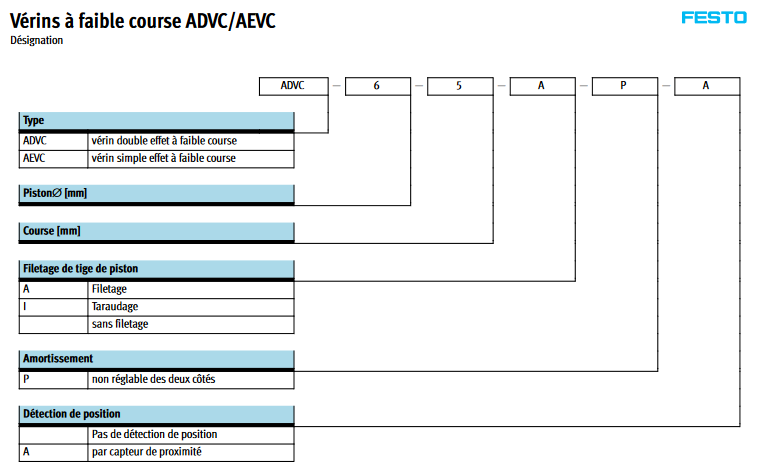 Vérins à faible course ADVC/AEVC
FESTO
Désignation
ADVC – 6 – 5 – A – P – A
Type
ADVC vérin double effet à faible course
AEVC vérin simple effet à faible course
Piston∅ [mm]
Course [mm]
Filetage de tige de piston
A Filetage
I Taraudage
sans filetage
Amortissement
P non réglable des deux côtés
Détection de position
Pas de détection de position
A par capteur de proximité